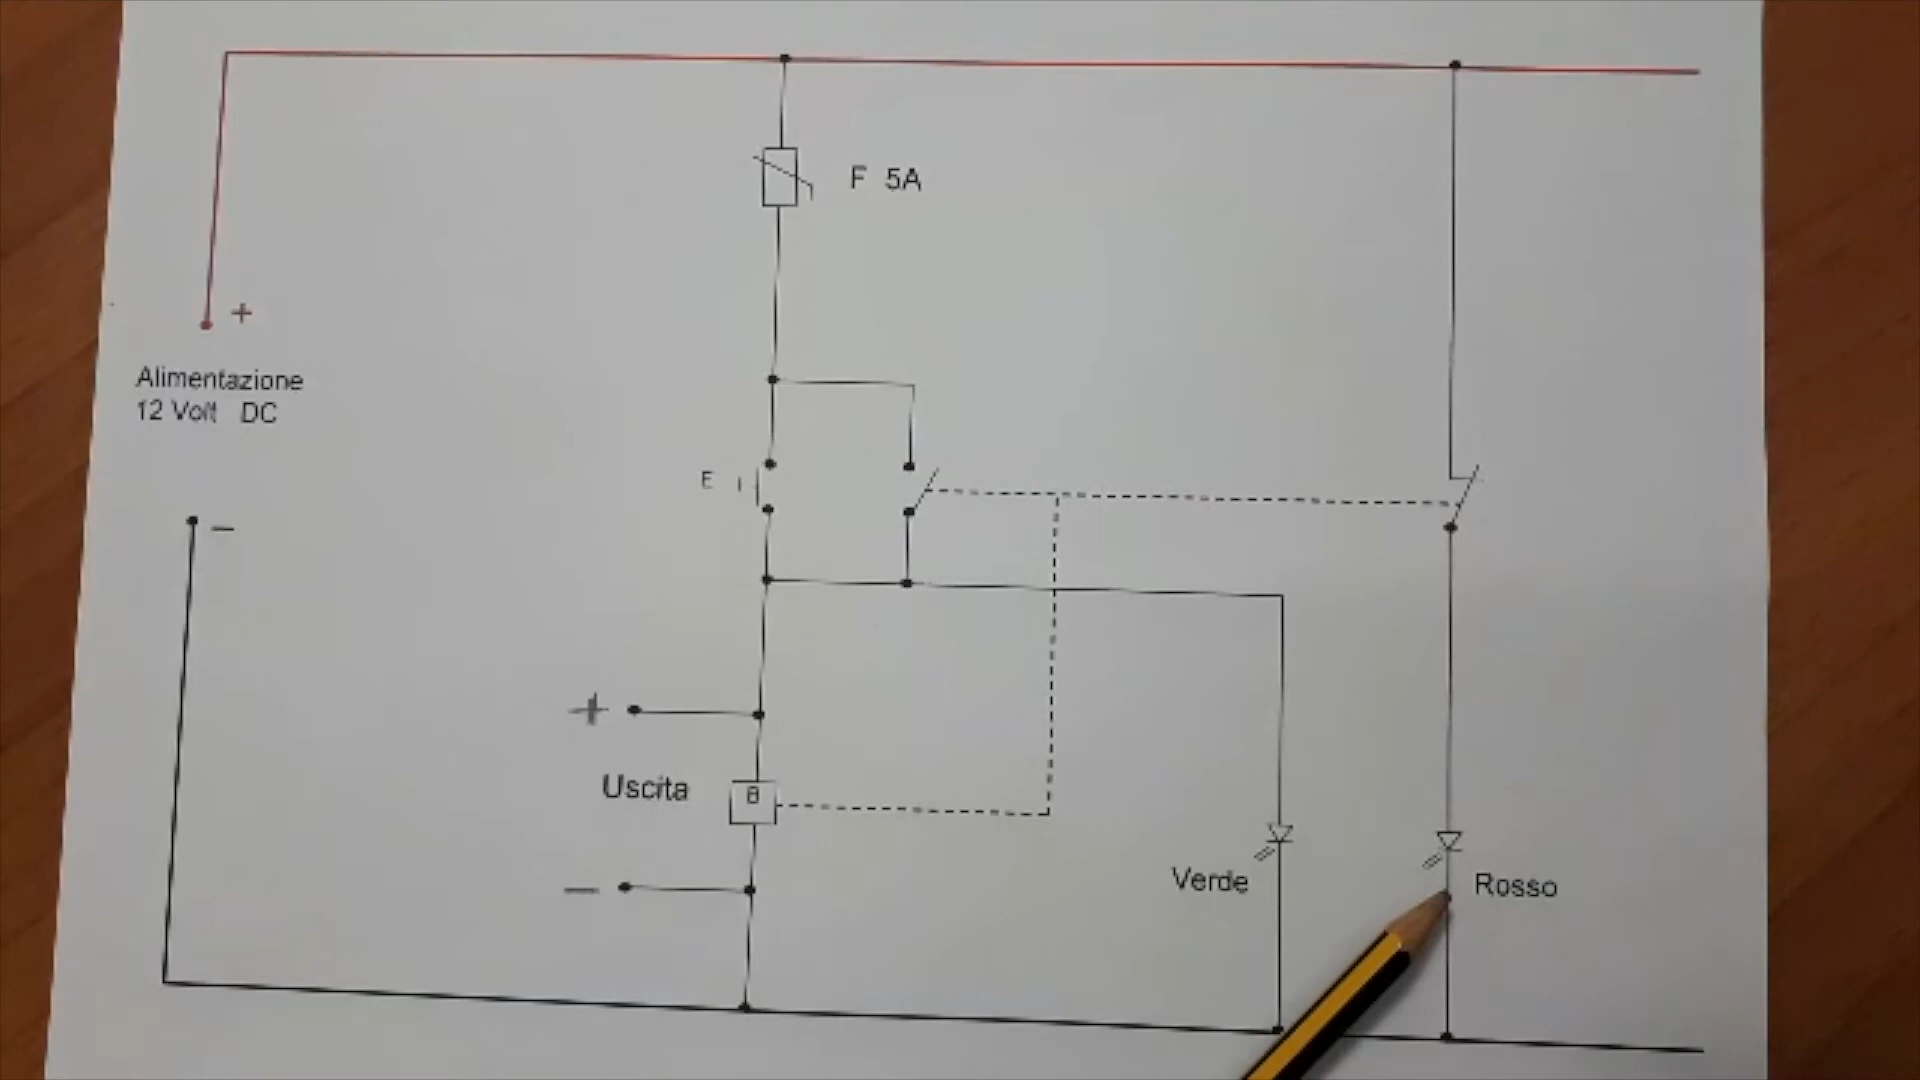 F 5A
+
Alimentazione
12 Volt DC
E
-
+
Uscita
B
-
Verde
Rosso